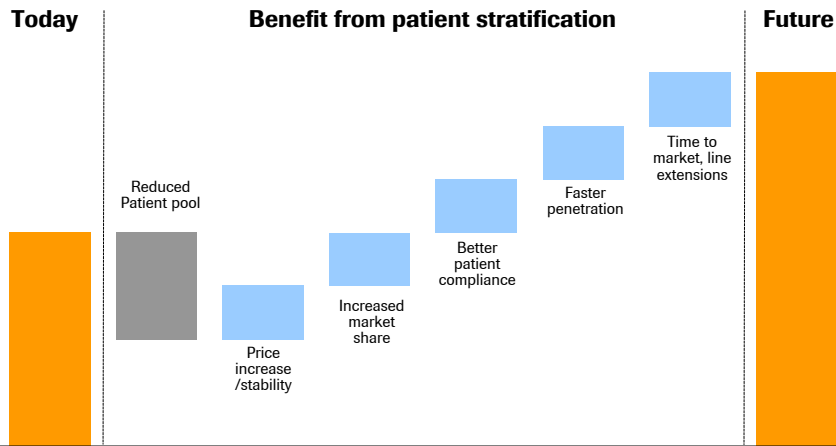 Today
Benefit from patient stratification
Future
Reduced
Patient pool
Price
increase
/stability
Increased
market
share
Better
patient
compliance
Faster
penetration
Time to
market, line
extensions